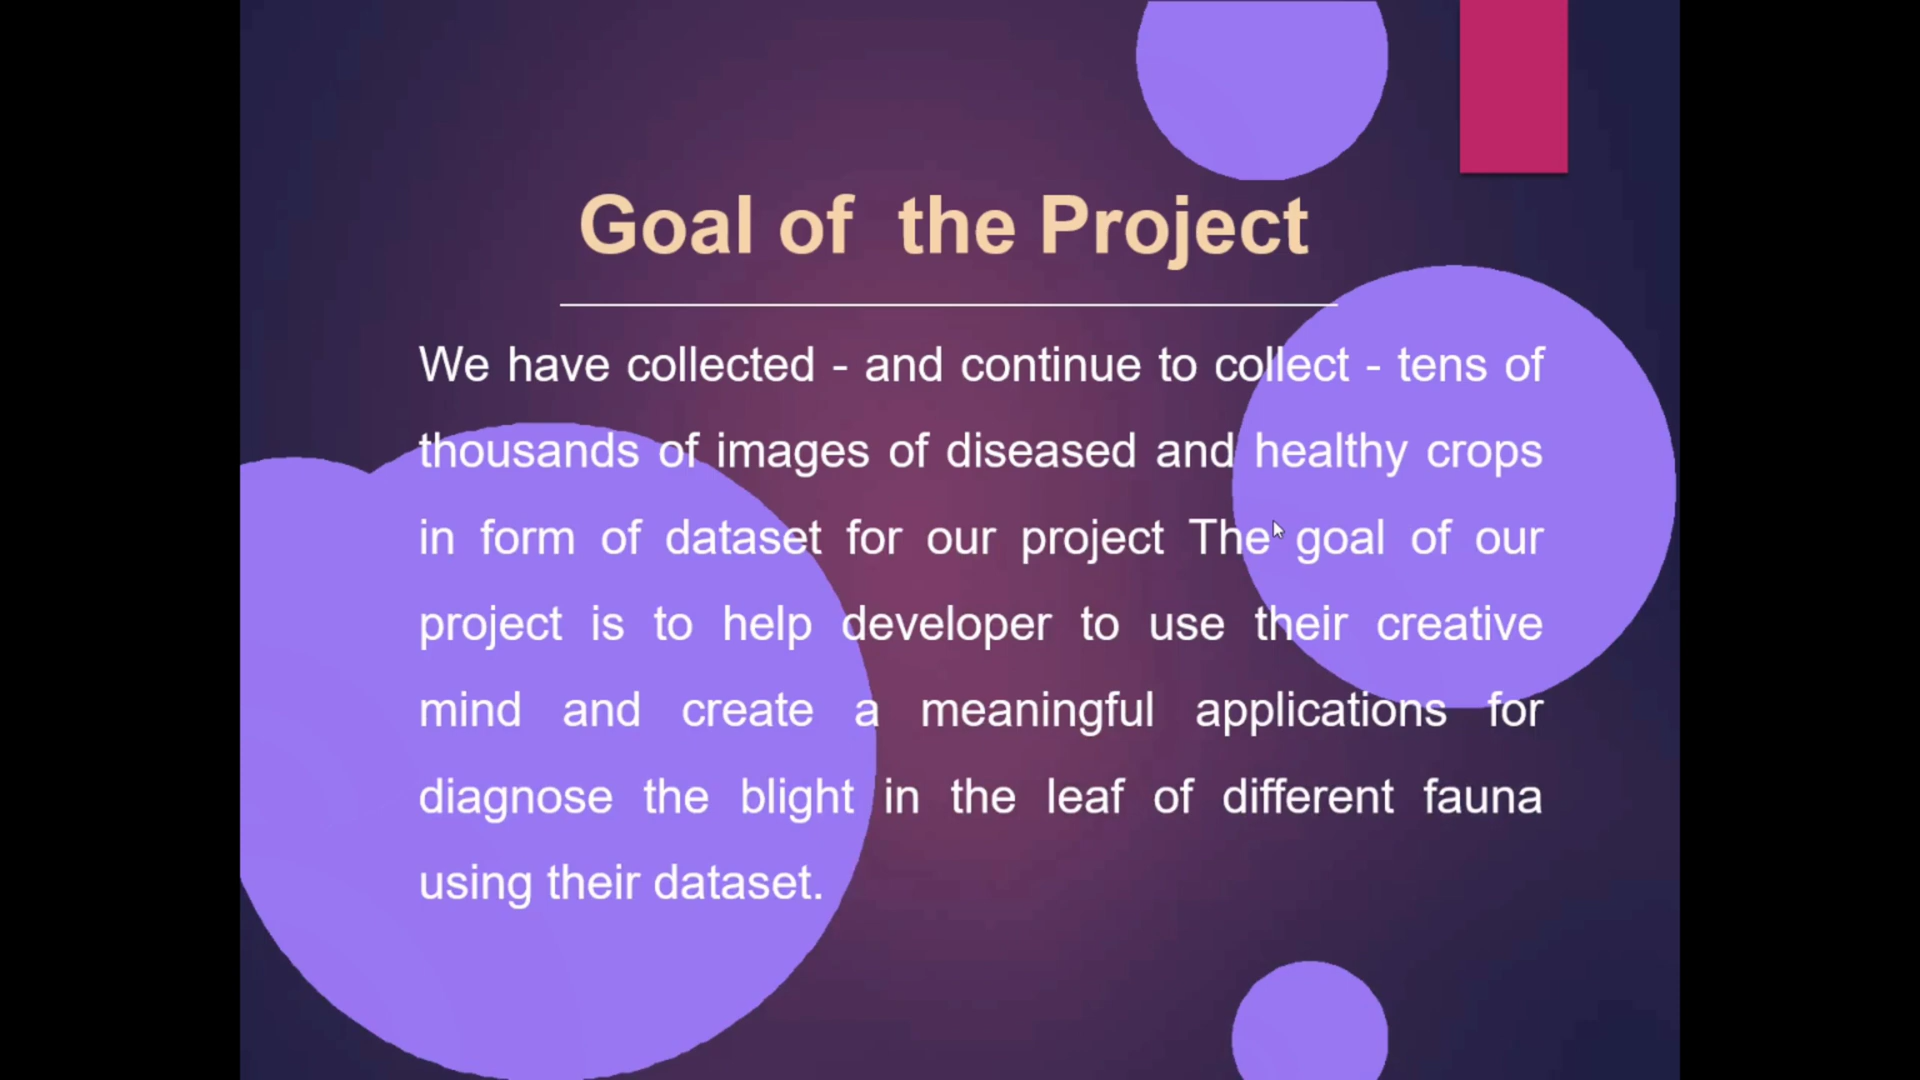 Goal of  the Project
We have collected - and continue to collect - tens of
thousands of images of diseased and healthy crops
in form of dataset for our project The goal of our
project is to help developer to use their creative
mind and create a meaningful applications for
diagnose the blight in the leaf of different fauna
using their dataset.